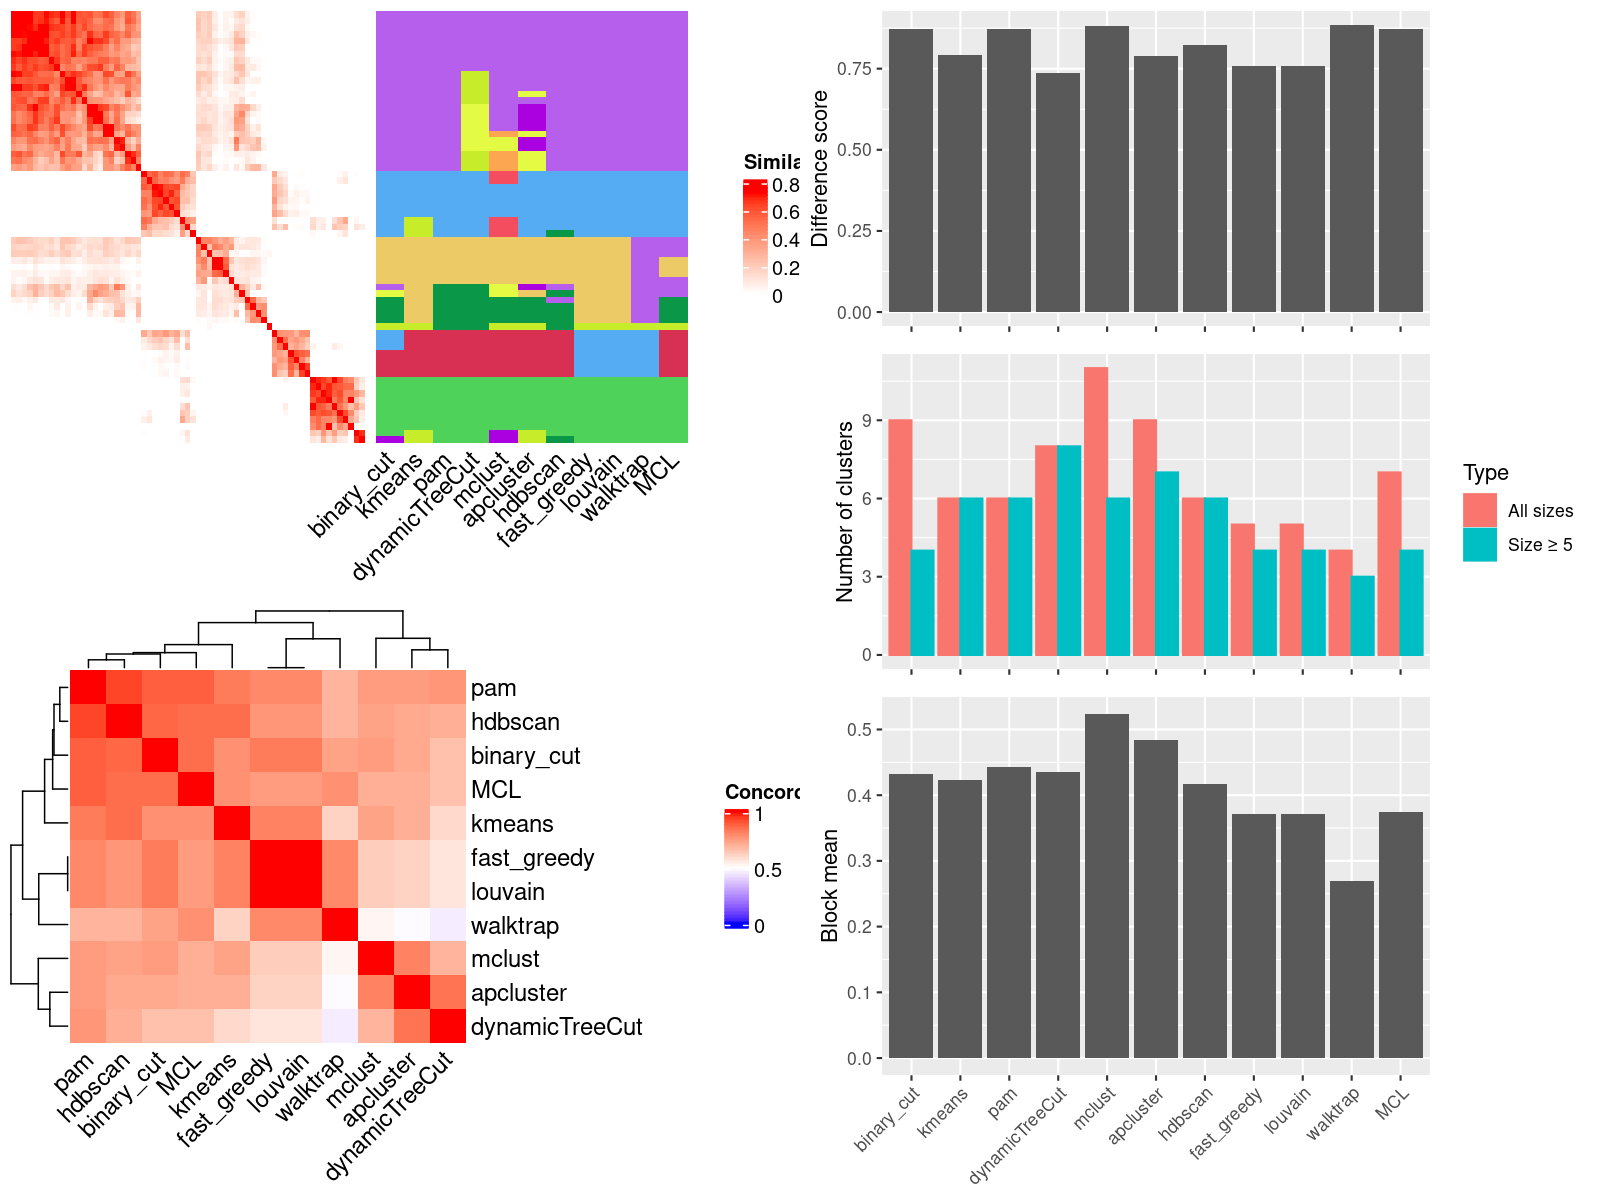 Simila
0.8
0.6
0.4
0.2
0
binary_cut
kmeans
pam
dynamicTreeCut
mclust
apcluster
hdbscan
fast_greedy
louvain
walktrap
MCL
Difference score
0.75
0.50
0.25
0.00
Number of clusters
9
6
3
0
Type
All sizes
Size ≥ 5
pam
hdbscan
binary_cut
MCL
kmeans
fast_greedy
louvain
walktrap
mclust
apcluster
dynamicTreeCut
pam
hdbscan
binary_cut
MCL
kmeans
fast_greedy
louvain
walktrap
mclust
apcluster
dynamicTreeCut
Concord
1
0.5
0
Block mean
0.5
0.4
0.3
0.2
0.1
0.0
binary_cut
kmeans
pam
dynamicTreeCut
mclust
apcluster
hdbscan
fast_greedy
louvain
walktrap
MCL